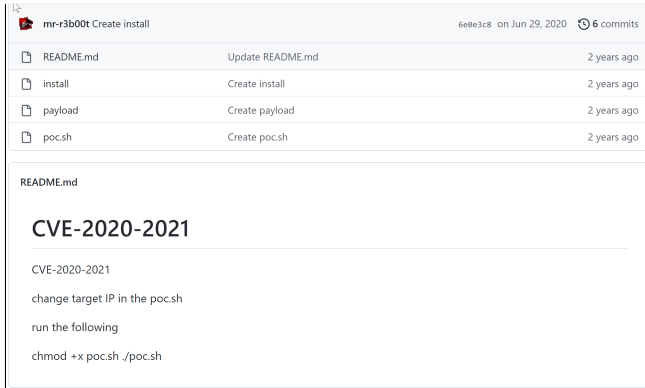 mr-r3b00t Create install 6e0e3c8 on Jun 29, 2020 6 commits
README.md Update README.md 2 years ago
install Create install 2 years ago
payload Create payload 2 years ago
poc.sh Create poc.sh 2 years ago
README.md
CVE-2020-2021
CVE-2020-2021
change target IP in the poc.sh
run the following
chmod +x poc.sh ./poc.sh